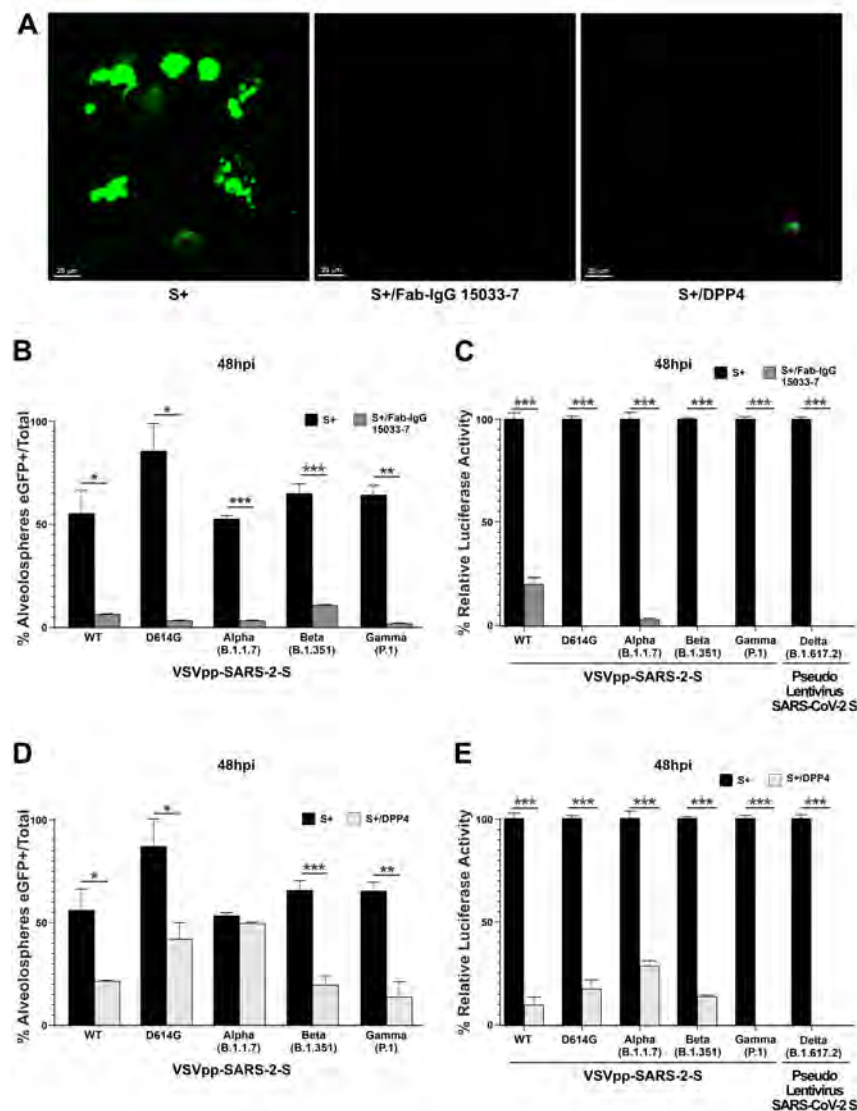 A
20 µm
20 µm
20 µm
S+
S+/Fab-IgG 15033-7
S+/DPP4
B
48hpi
S+
S+/Fab-IgG
15033-7
*
*
***
***
**
% Alveolospheres eGFP+/Total
100
50
0
WT
D614G
Alpha
(B.1.1.7)
Beta
(B.1.351)
Gamma
(P.1)
VSVpp-SARS-2-S
C
48hpi
S+
S+/Fab-IgG
15033-7
***
***
***
***
***
***
% Relative Luciferase Activity
100
50
0
WT
D614G
Alpha
(B.1.1.7)
Beta
(B.1.351)
Gamma
(P.1)
Delta
(B.1.617.2)
VSVpp-SARS-2-S
Pseudo
Lentivirus
SARS-CoV-2 S
D
48hpi
S+
S+/DPP4
*
*
***
**
% Alveolospheres eGFP+/Total
100
50
0
WT
D614G
Alpha
(B.1.1.7)
Beta
(B.1.351)
Gamma
(P.1)
VSVpp-SARS-2-S
E
48hpi
S+
S+/DPP4
***
***
***
***
***
***
% Relative Luciferase Activity
100
50
0
WT
D614G
Alpha
(B.1.1.7)
Beta
(B.1.351)
Gamma
(P.1)
Delta
(B.1.617.2)
VSVpp-SARS-2-S
Pseudo
Lentivirus
SARS-CoV-2 S